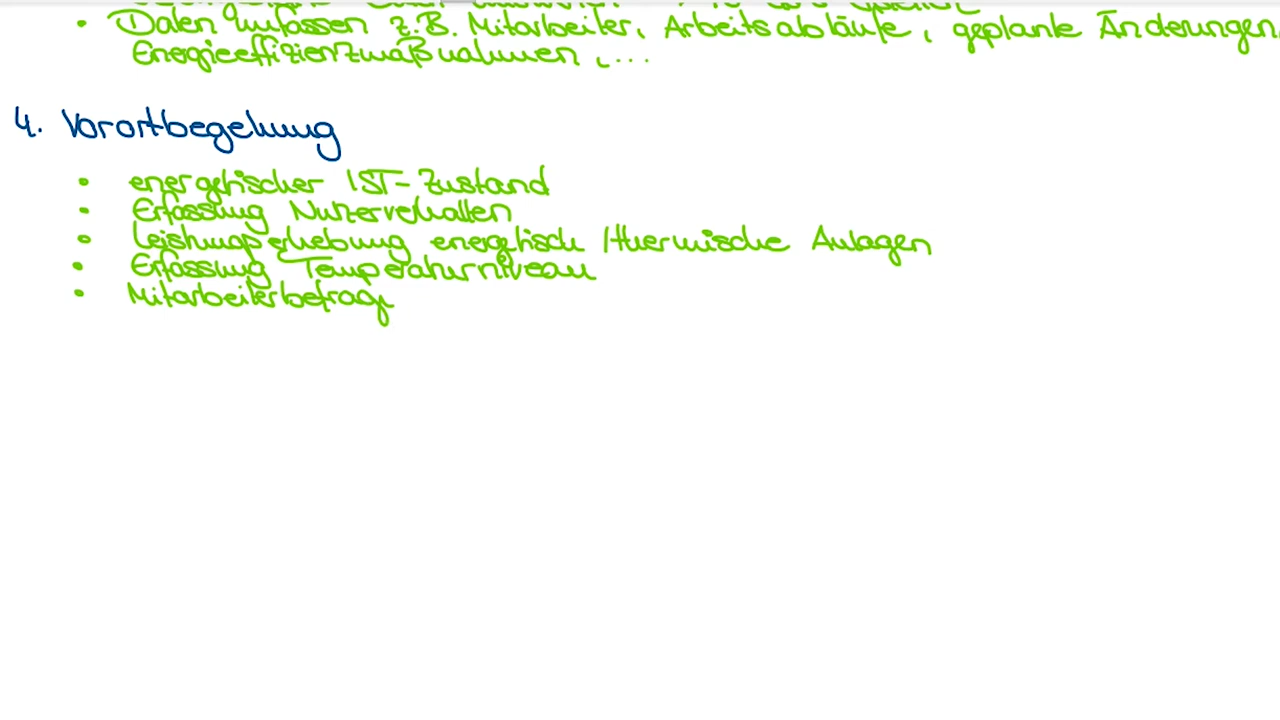 • Daten umfassen z.B. Mitarbeiter, Arbeitsabläufe, geplante Änderungen,
Energieeffizienzmaßnahmen, ...
4. Vorortbegehung
• energetischer IST-Zustand
• Erfassung Nutzerverhalten
• Leistungserhebung energetisch / thermische Anlagen
• Erfassung Temperaturniveau
• Mitarbeiterbefrage